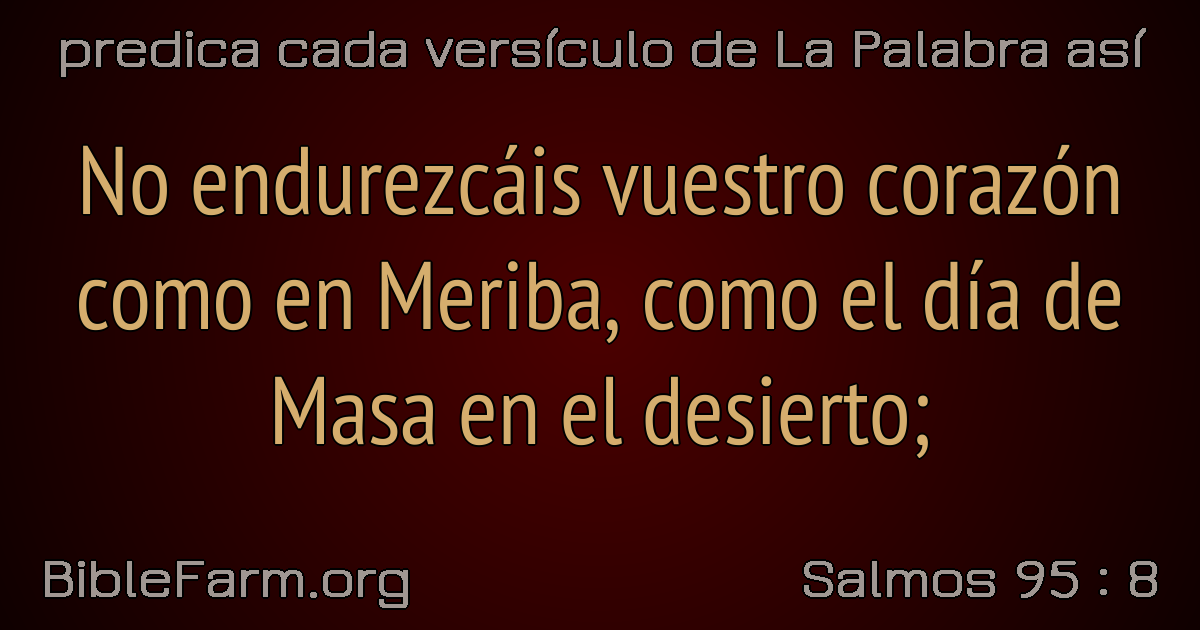 predica cada versículo de La Palabra así
No endurezcáis vuestro corazón
como en Meriba, como el día de
Masa en el desierto;
BibleFarm.org
Salmos 95 : 8